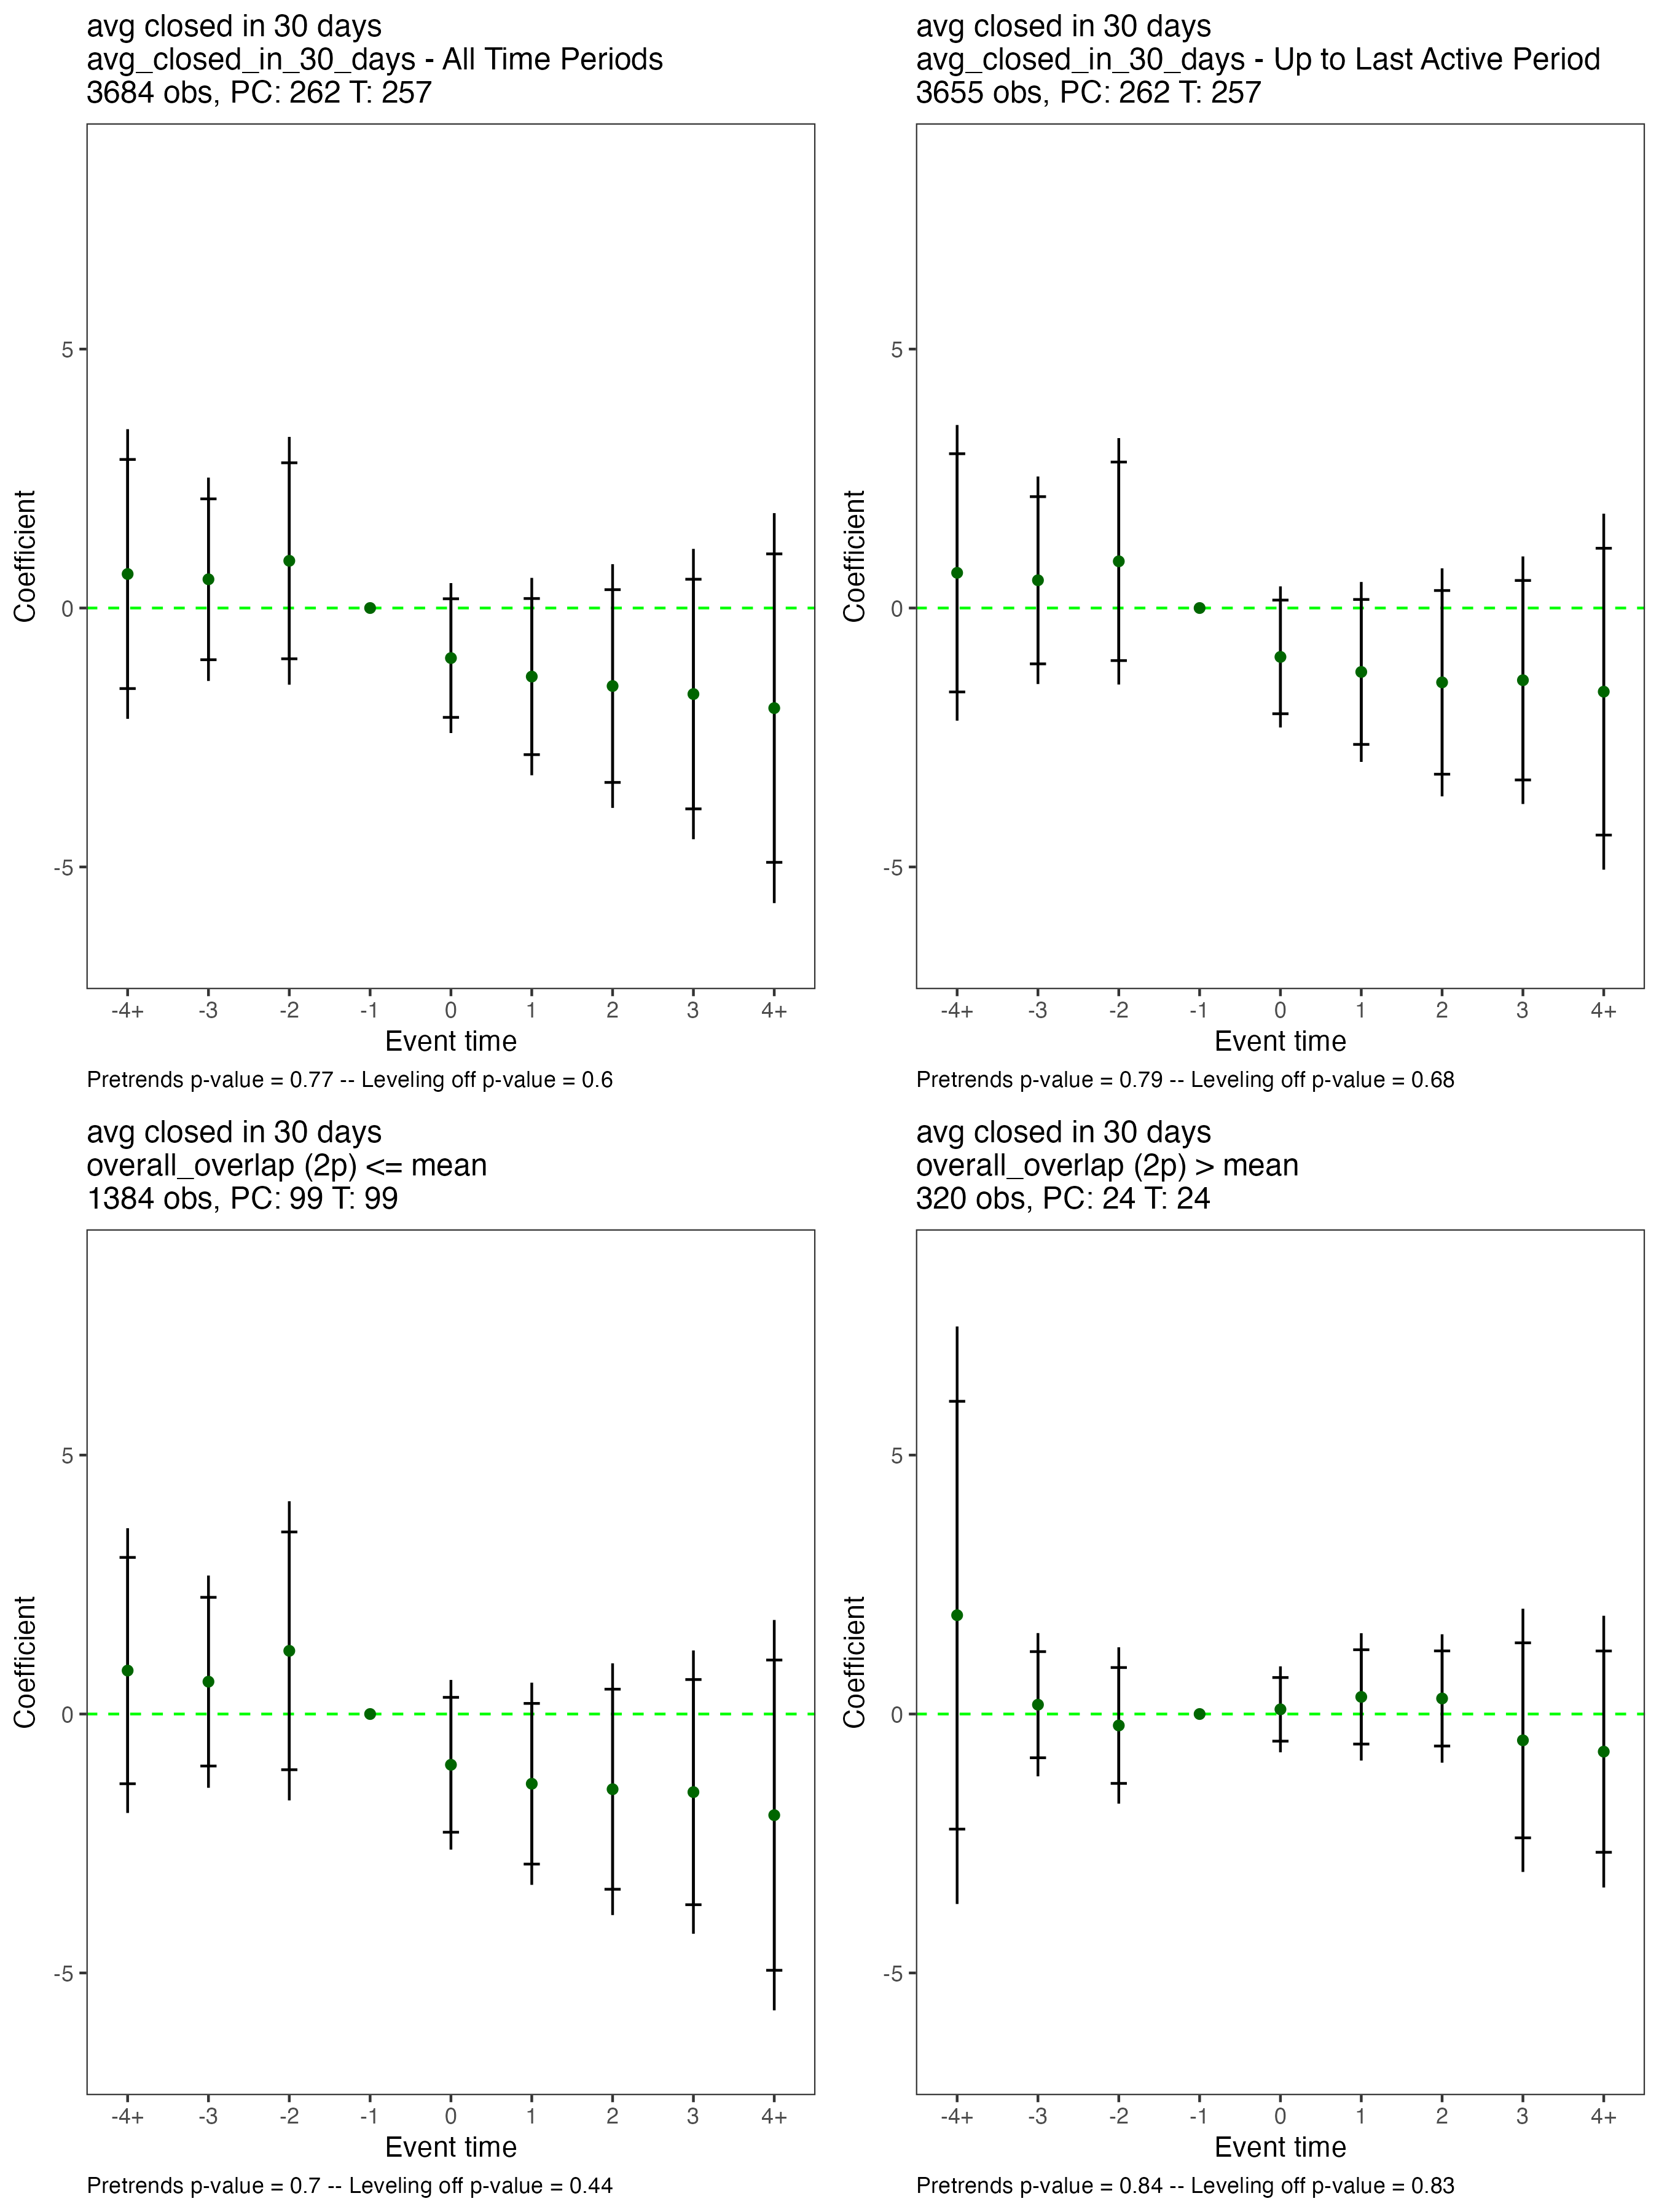 avg closed in 30 days
avg_closed_in_30_days - All Time Periods
3684 obs, PC: 262 T: 257
Coefficient
5
0
-5
-4+ -3 -2 -1 0 1 2 3 4+
Event time
Pretrends p-value = 0.77 -- Leveling off p-value = 0.6
avg closed in 30 days
avg_closed_in_30_days - Up to Last Active Period
3655 obs, PC: 262 T: 257
Coefficient
5
0
-5
-4+ -3 -2 -1 0 1 2 3 4+
Event time
Pretrends p-value = 0.79 -- Leveling off p-value = 0.68
avg closed in 30 days
overall_overlap (2p) <= mean
1384 obs, PC: 99 T: 99
Coefficient
5
0
-5
-4+ -3 -2 -1 0 1 2 3 4+
Event time
Pretrends p-value = 0.7 -- Leveling off p-value = 0.44
avg closed in 30 days
overall_overlap (2p) > mean
320 obs, PC: 24 T: 24
Coefficient
5
0
-5
-4+ -3 -2 -1 0 1 2 3 4+
Event time
Pretrends p-value = 0.84 -- Leveling off p-value = 0.83